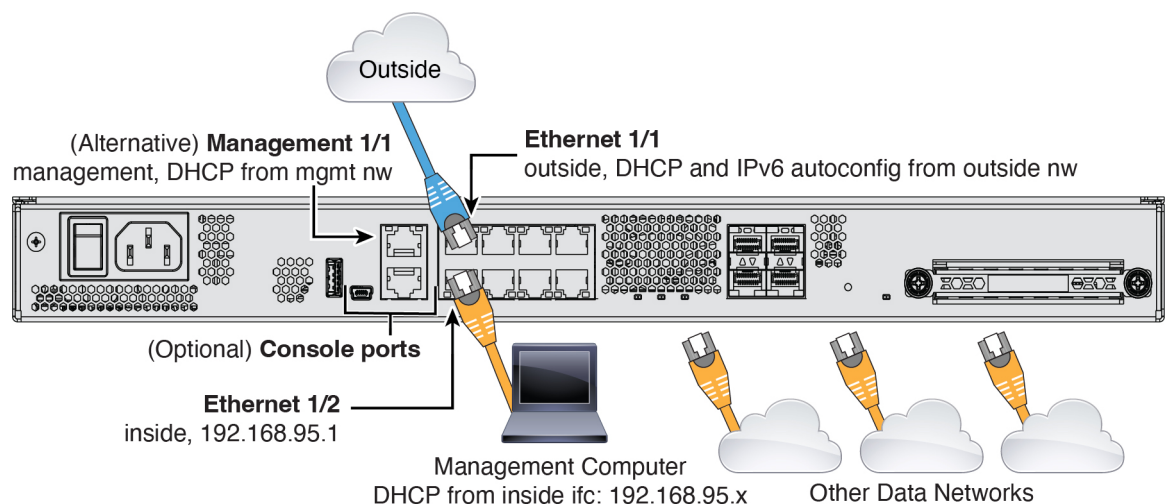 Outside
(Alternative) Management 1/1
management, DHCP from mgmt nw
Ethernet 1/1
outside, DHCP and IPv6 autoconfig from outside nw
(Optional) Console ports
Ethernet 1/2
inside, 192.168.95.1
Management Computer
DHCP from inside ifc: 192.168.95.x
Other Data Networks